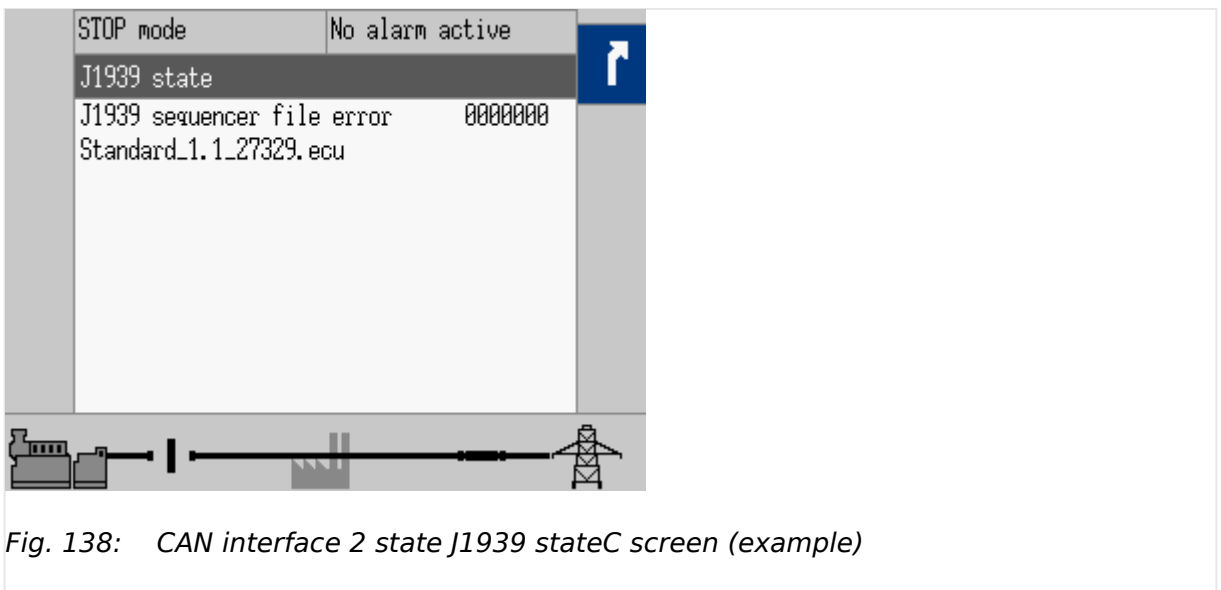 STOP mode No alarm active
J1939 state
J1939 sequencer file error 0000000
Standard_1.1_27329.ecu
Fig. 138: CAN interface 2 state J1939 stateC screen (example)